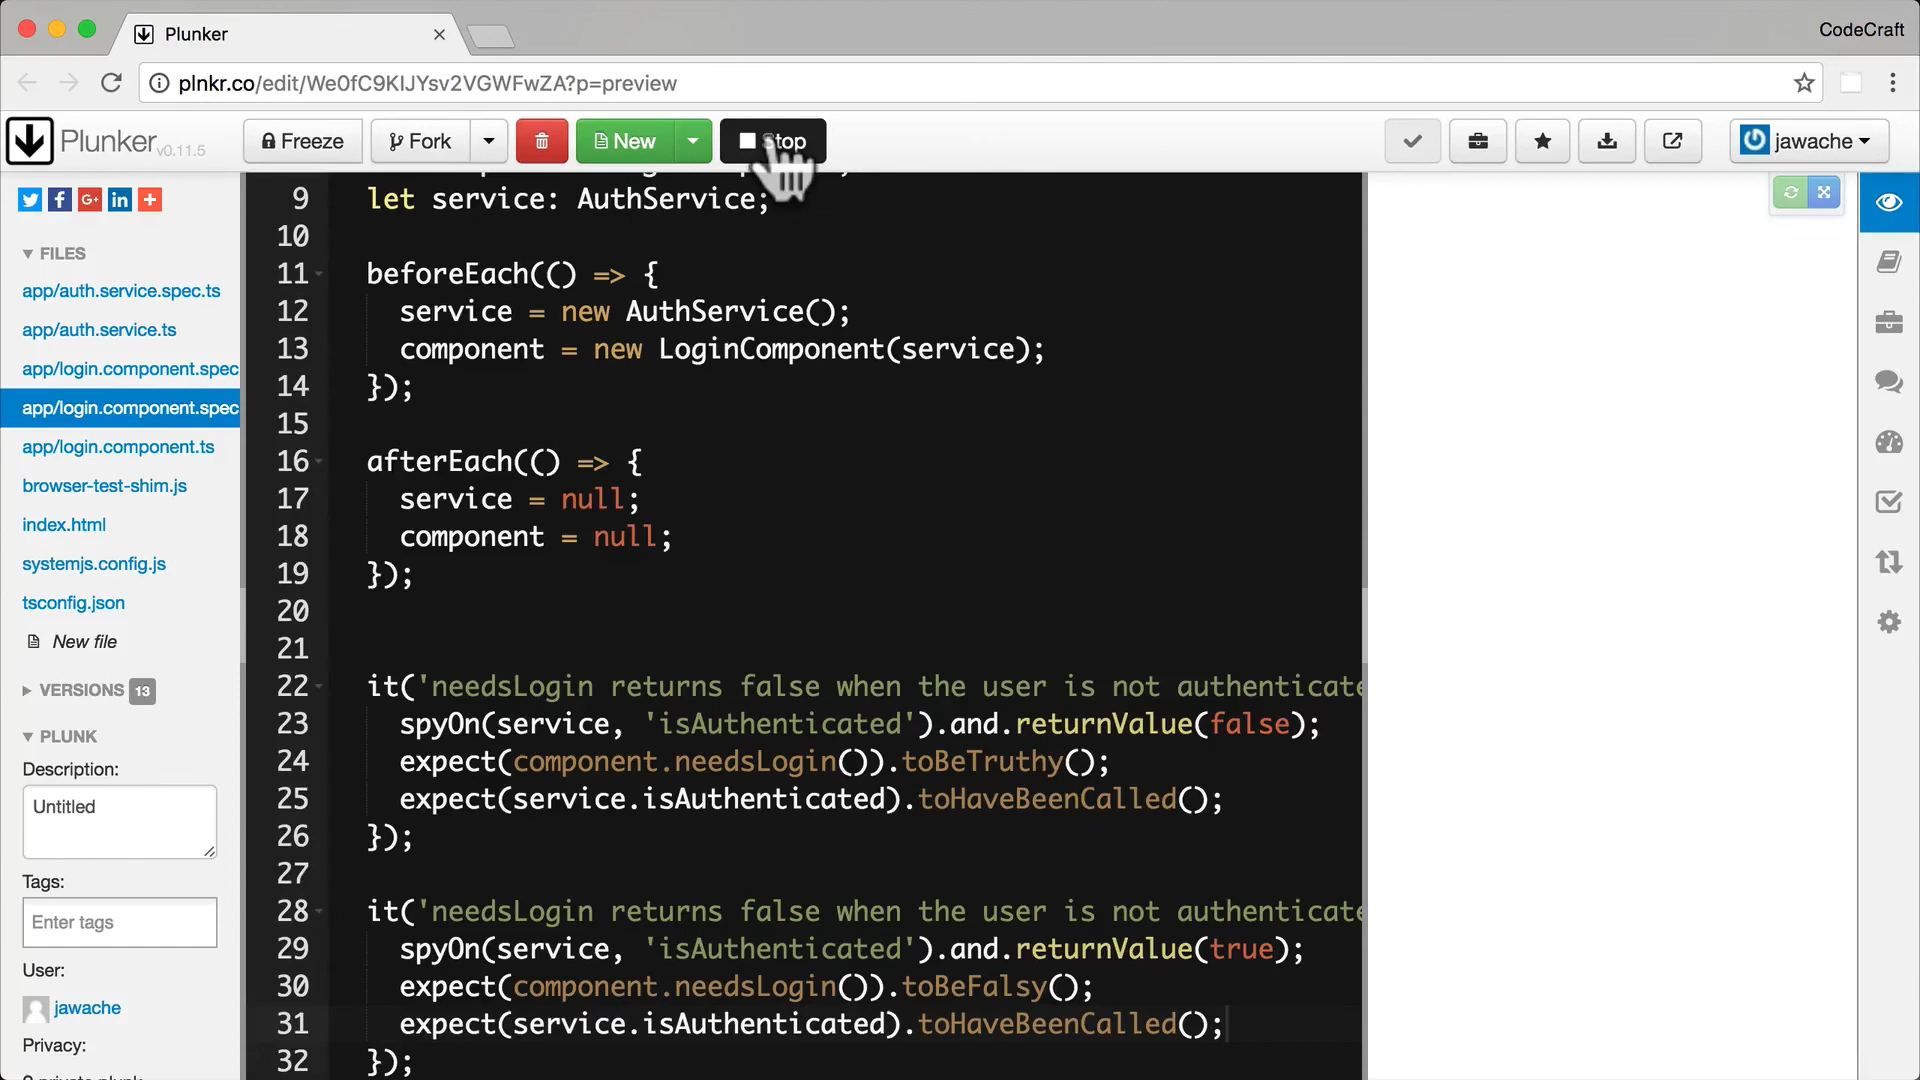 Plunker
CodeCraft
plnkr.co/edit/We0fC9KIJYsv2VGWFwZA?p=preview
Plunker v0.11.5
Freeze
Fork
New
Stop
jawache
FILES
app/auth.service.spec.ts
app/auth.service.ts
app/login.component.spec
app/login.component.spec
app/login.component.ts
browser-test-shim.js
index.html
systemjs.config.js
tsconfig.json
New file
VERSIONS 13
PLUNK
Description:
Untitled
Tags:
Enter tags
User:
jawache
Privacy:
9 let service: AuthService;
10
11 beforeEach(() => {
12 service = new AuthService();
13 component = new LoginComponent(service);
14 });
15
16 afterEach(() => {
17 service = null;
18 component = null;
19 });
20
21
22 it('needsLogin returns false when the user is not authenticate
23 spyOn(service, 'isAuthenticated').and.returnValue(false);
24 expect(component.needsLogin()).toBeTruthy();
25 expect(service.isAuthenticated).toHaveBeenCalled();
26 });
27
28 it('needsLogin returns false when the user is not authenticate
29 spyOn(service, 'isAuthenticated').and.returnValue(true);
30 expect(component.needsLogin()).toBeFalsy();
31 expect(service.isAuthenticated).toHaveBeenCalled();
32 });